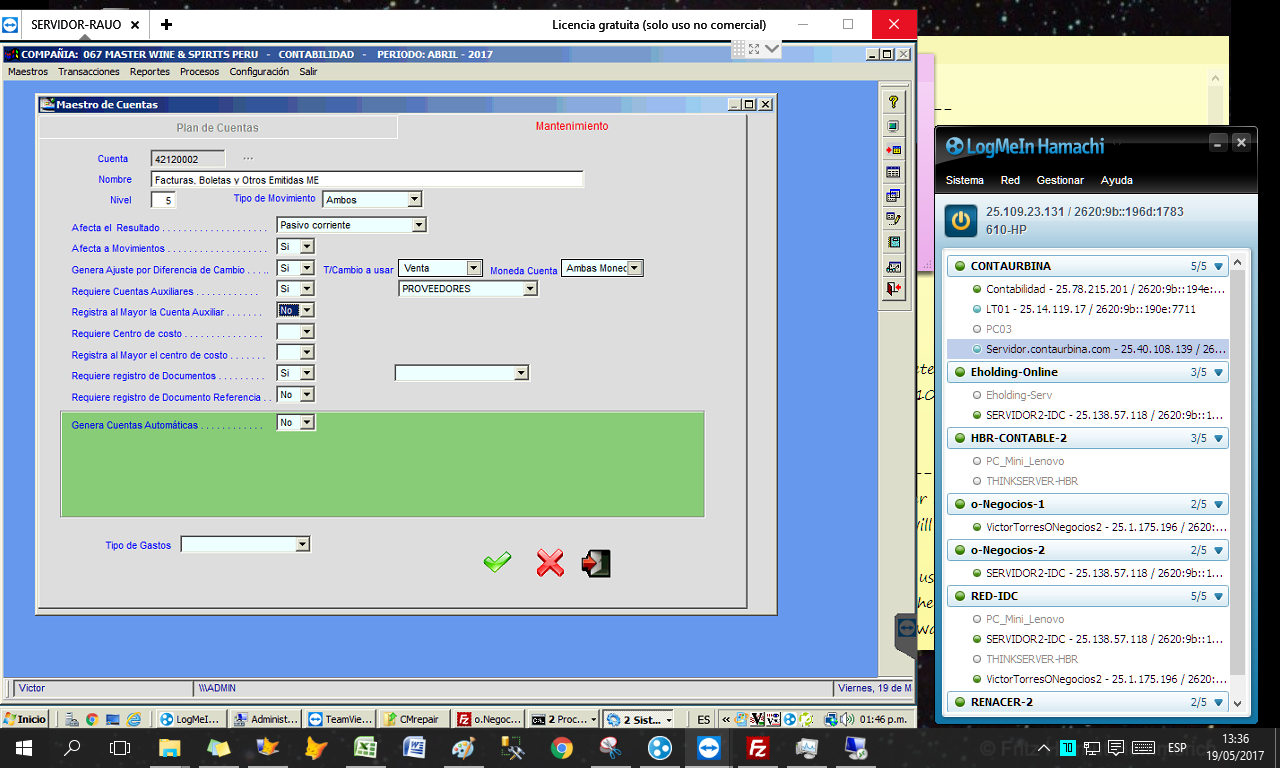 SERVIDOR-RAUO
Licencia gratuita (solo uso no comercial)
COMPAÑIA: 067 MASTER WINE & SPIRITS PERU - CONTABILIDAD - PERIODO: ABRIL - 2017
Maestros Transacciones Reportes Procesos Configuración Salir
Maestro de Cuentas
Plan de Cuentas
Mantenimiento
Cuenta 42120002 ...
Nombre Facturas, Boletas y Otros Emitidas ME
Nivel 5 Tipo de Movimiento Ambos
Afecta el Resultado . . . . . . . . . . . . . . . . . . . Pasivo corriente
Afecta a Movimientos . . . . . . . . . . . . . . . . . . Si
Genera Ajuste por Diferencia de Cambio . . . . . Si T/Cambio a usar Venta Moneda Cuenta Ambas Moned
Requiere Cuentas Auxiliares . . . . . . . . . . . . Si PROVEEDORES
Registra al Mayor la Cuenta Auxiliar . . . . . . . No
Requiere Centro de costo . . . . . . . . . . . . . . .
Registra al Mayor el centro de costo . . . . . . .
Requiere registro de Documentos . . . . . . . . . Si
Requiere registro de Documento Referencia . . No
Genera Cuentas Automáticas . . . . . . . . . . . . No
Tipo de Gastos
Victor
\\\ADMIN
Viernes, 19 de M
Inicio
LogMeI...
Administ...
TeamVie...
CMrepair
o.Negoc...
2 Proc...
2 Sist...
ES
01:46 p.m.
LogMeIn Hamachi
Sistema Red Gestionar Ayuda
25.109.23.131 / 2620:9b::196d:1783
610-HP
CONTAURBINA 5/5
Contabilidad - 25.78.215.201 / 2620:9b::194e:...
LT01 - 25.14.119.17 / 2620:9b::190e:7711
PC03
Servidor.contaurbina.com - 25.40.108.139 / 26...
Eholding-Online 3/5
Eholding-Serv
SERVIDOR2-IDC - 25.138.57.118 / 2620:9b::1...
HBR-CONTABLE-2 3/5
PC_Mini_Lenovo
THINKSERVER-HBR
o-Negocios-1 2/5
VictorTorresONegocios2 - 25.1.175.196 / 2620:...
o-Negocios-2 2/5
SERVIDOR2-IDC - 25.138.57.118 / 2620:9b::1...
RED-IDC 5/5
PC_Mini_Lenovo
SERVIDOR2-IDC - 25.138.57.118 / 2620:9b::1...
THINKSERVER-HBR
VictorTorresONegocios2 - 25.1.175.196 / 2620:...
RENACER-2 2/5
ESP
13:36
19/05/2017